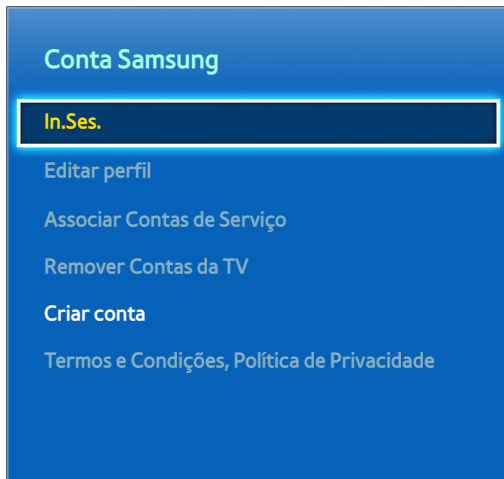 Conta Samsung
In.Ses.
Editar perfil
Associar Contas de Serviço
Remover Contas da TV
Criar conta
Termos e Condições, Política de Privacidade